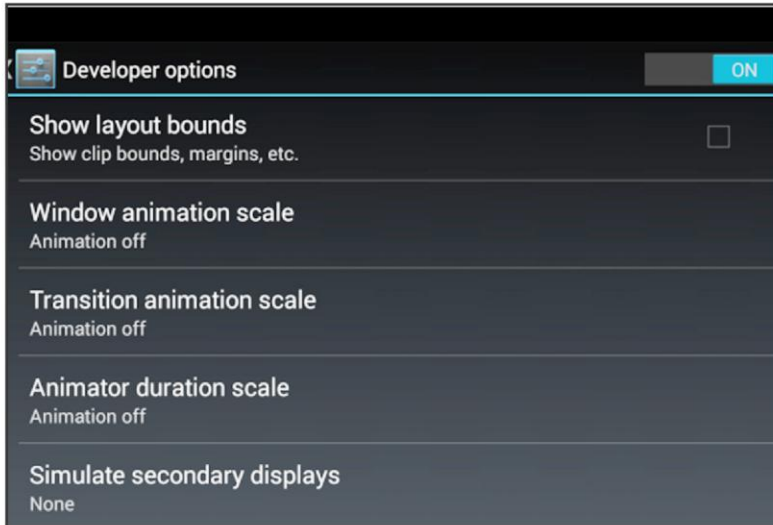 Developer options
ON
Show layout bounds
Show clip bounds, margins, etc.
Window animation scale
Animation off
Transition animation scale
Animation off
Animator duration scale
Animation off
Simulate secondary displays
None